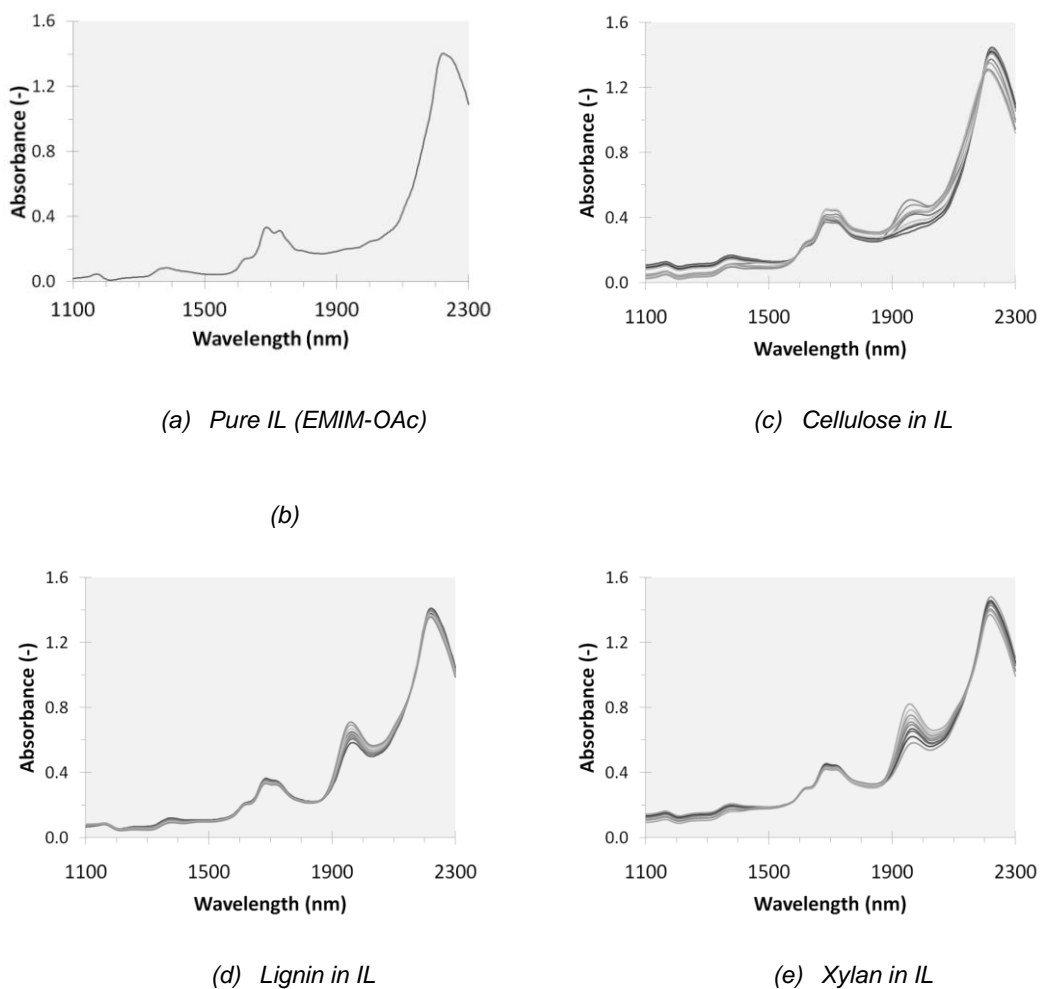 1.6
1.2
0.8
0.4
0.0
Absorbance (-)
1100 1500 1900 2300
Wavelength (nm)
(a) Pure IL (EMIM-OAc)
1.6
1.2
0.8
0.4
0.0
Absorbance (-)
1100 1500 1900 2300
Wavelength (nm)
(c) Cellulose in IL
(b)
1.6
1.2
0.8
0.4
0.0
Absorbance (-)
1100 1500 1900 2300
Wavelength (nm)
(d) Lignin in IL
1.6
1.2
0.8
0.4
0.0
Absorbance (-)
1100 1500 1900 2300
Wavelength (nm)
(e) Xylan in IL